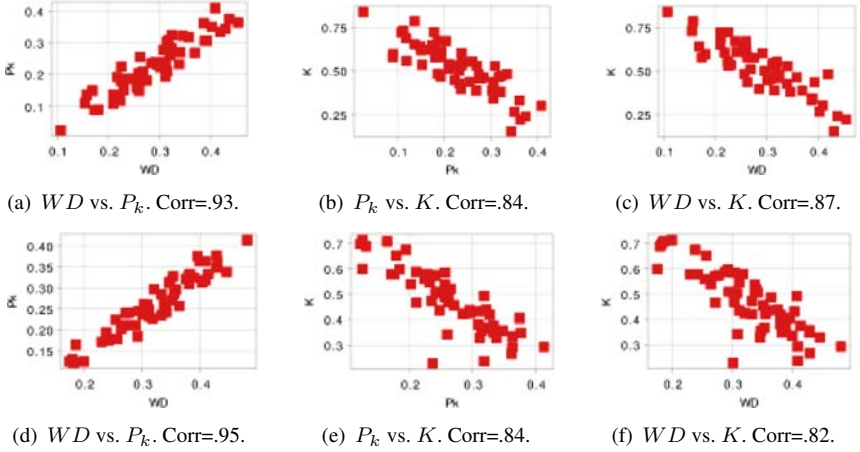 0.4
0.3
0.2
0.1
Pk
0.1 0.2 0.3 0.4
WD
0.75
0.50
0.25
K
0.1 0.2 0.3 0.4
Pk
0.75
0.50
0.25
K
0.1 0.2 0.3 0.4
WD
(a) WD vs. Pk. Corr=.93.
(b) Pk vs. K. Corr=.84.
(c) WD vs. K. Corr=.87.
0.40
0.35
0.30
0.25
0.20
0.15
Pk
0.2 0.3 0.4
WD
0.7
0.6
0.5
0.4
0.3
K
0.2 0.3 0.4
Pk
0.7
0.6
0.5
0.4
0.3
K
0.2 0.3 0.4
WD
(d) WD vs. Pk. Corr=.95.
(e) Pk vs. K. Corr=.84.
(f) WD vs. K. Corr=.82.